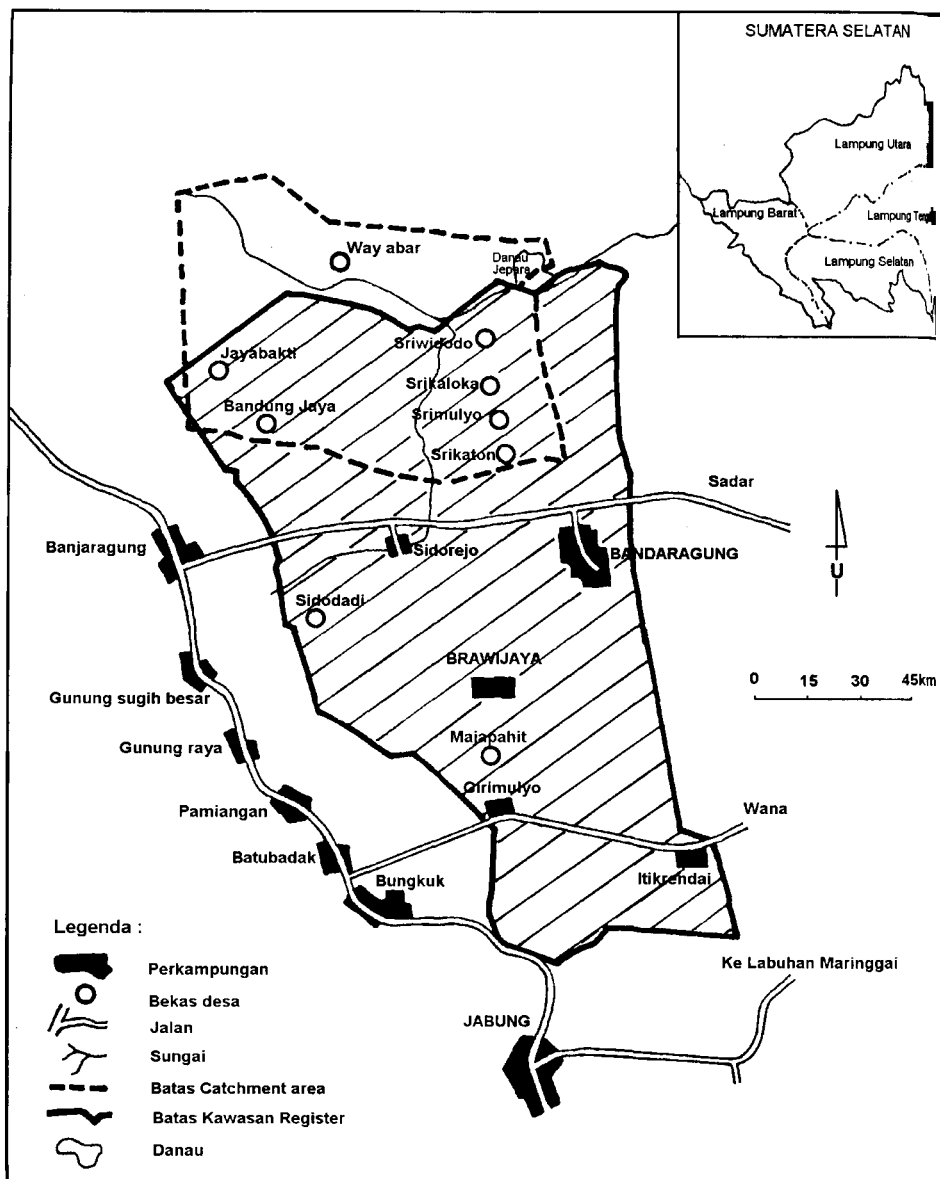 SUMATERA SELATAN
Lampung Utara
Lampung Barat
Lampung Selatan
Way abar
Danau
Jepara
Sriwidodo
Jayabakti
Srikaloka
Bandung Jaya
Srimulyo
Srikaton
Sadar
Banjaragung
Sidorejo
BANDARAGUNG
U
Sidodadi
BRAWIJAYA
0 15 30 45km
Gunung sugih besar
Majapahit
Gunung raya
Girimulyo
Pamiangan
Wana
Batubadak
Itikrendai
Bungkuk
Legenda :
Ke Labuhan Maringgai
Perkampungan
Bekas desa
JABUNG
Jalan
Sungai
Batas Catchment area
Batas Kawasan Register
Danau